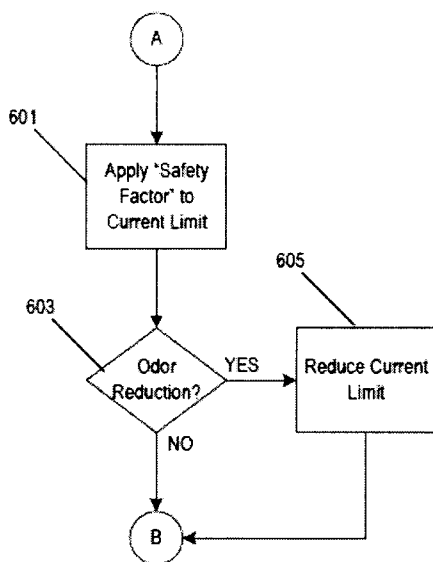 A
601
Apply "Safety
Factor" to
Current Limit
603
Odor
Reduction?
YES
605
Reduce Current
Limit
NO
B